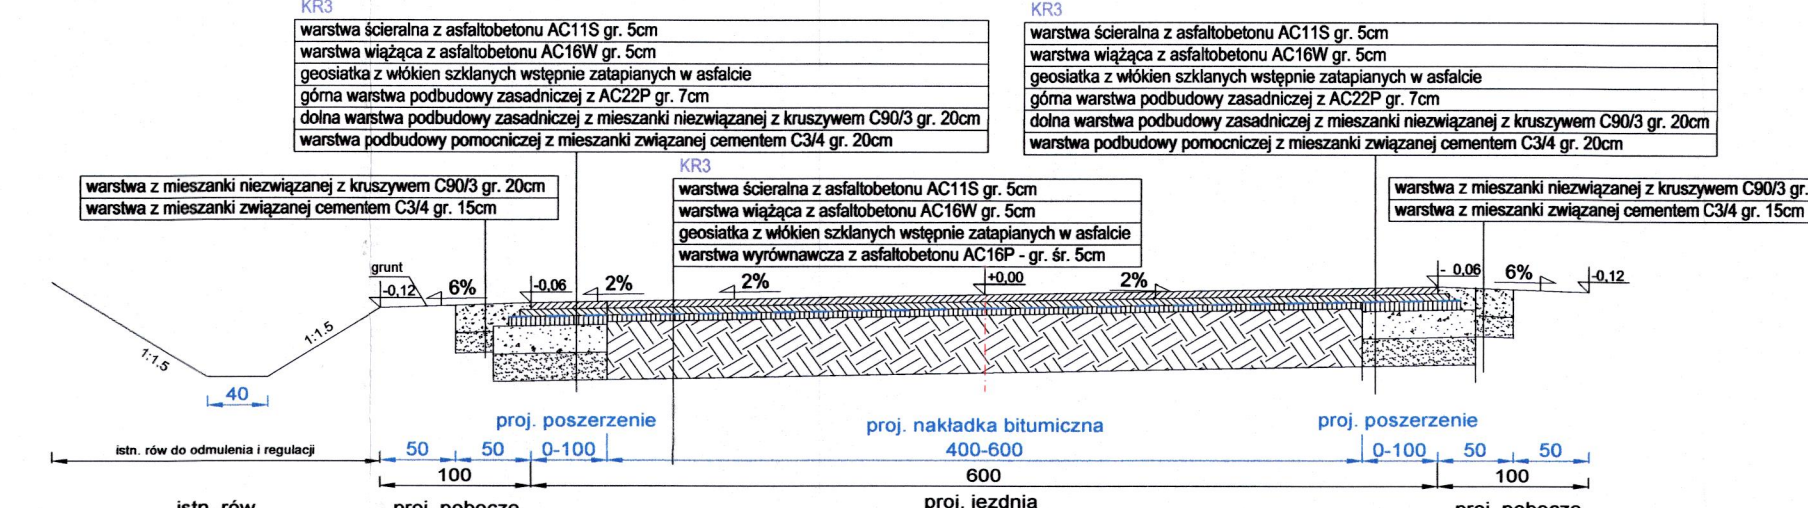 KR3
warstwa ścieralna z asfaltobetonu AC11S gr. 5cm
warstwa wiążąca z asfaltobetonu AC16W gr. 5cm
geosiatka z włókien szklanych wstępnie zatapianych w asfalcie
górna warstwa podbudowy zasadniczej z AC22P gr. 7cm
dolna warstwa podbudowy zasadniczej z mieszanki niezwiązanej z kruszywem C90/3 gr. 20cm
warstwa podbudowy pomocniczej z mieszanki związanej cementem C3/4 gr. 20cm
KR3
warstwa ścieralna z asfaltobetonu AC11S gr. 5cm
warstwa wiążąca z asfaltobetonu AC16W gr. 5cm
geosiatka z włókien szklanych wstępnie zatapianych w asfalcie
górna warstwa podbudowy zasadniczej z AC22P gr. 7cm
dolna warstwa podbudowy zasadniczej z mieszanki niezwiązanej z kruszywem C90/3 gr. 20cm
warstwa podbudowy pomocniczej z mieszanki związanej cementem C3/4 gr. 20cm
warstwa z mieszanki niezwiązanej z kruszywem C90/3 gr. 20cm
warstwa z mieszanki związanej cementem C3/4 gr. 15cm
KR3
warstwa ścieralna z asfaltobetonu AC11S gr. 5cm
warstwa wiążąca z asfaltobetonu AC16W gr. 5cm
geosiatka z włókien szklanych wstępnie zatapianych w asfalcie
warstwa wyrównawcza z asfaltobetonu AC16P - gr. śr. 5cm
warstwa z mieszanki niezwiązanej z kruszywem C90/3 gr.
warstwa z mieszanki związanej cementem C3/4 gr. 15cm
grunt
-0,12 6% -0,06 2% 2% +0,00 2% - 0,06 6% -0,12
1:1.5 1:1.5
40
proj. poszerzenie proj. nakładka bitumiczna proj. poszerzenie
istn. rów do odmulenia i regulacji 50 50 0-100 400-600 0-100 50 50
100 600 100
istn. rów proj. pobocze proj. jezdnia proj. pobocze